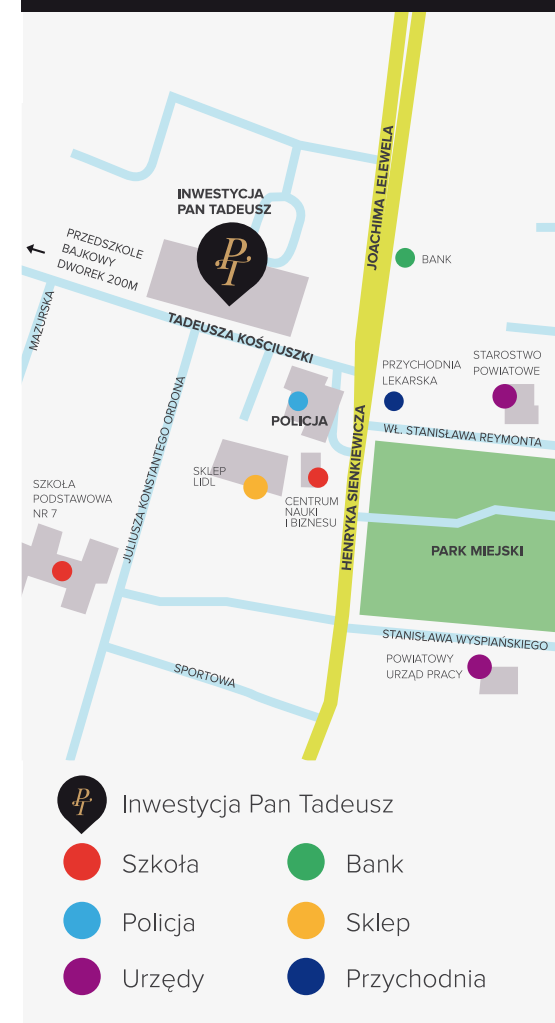 JOACHIMA LELEWELA
INWESTYCJA
PAN TADEUSZ
PT
PRZEDSZKOLE
BAJKOWY
DWOREK 200M
BANK
MAZURSKA
TADEUSZA KOŚCIUSZKI
STAROSTWO
POWIATOWE
PRZYCHODNIA
LEKARSKA
JULIUSZA KONSTANTEGO ORDONA
POLICJA
HENRYKA SIENKIEWICZA
WŁ. STANISŁAWA REYMONTA
SKLEP
LIDL
SZKOŁA
PODSTAWOWA
NR 7
CENTRUM
NAUKI
I BIZNESU
PARK MIEJSKI
STANISŁAWA WYSPIAŃSKIEGO
POWIATOWY
URZĄD PRACY
SPORTOWA
PT Inwestycja Pan Tadeusz
Szkoła
Bank
Policja
Sklep
Urzędy
Przychodnia